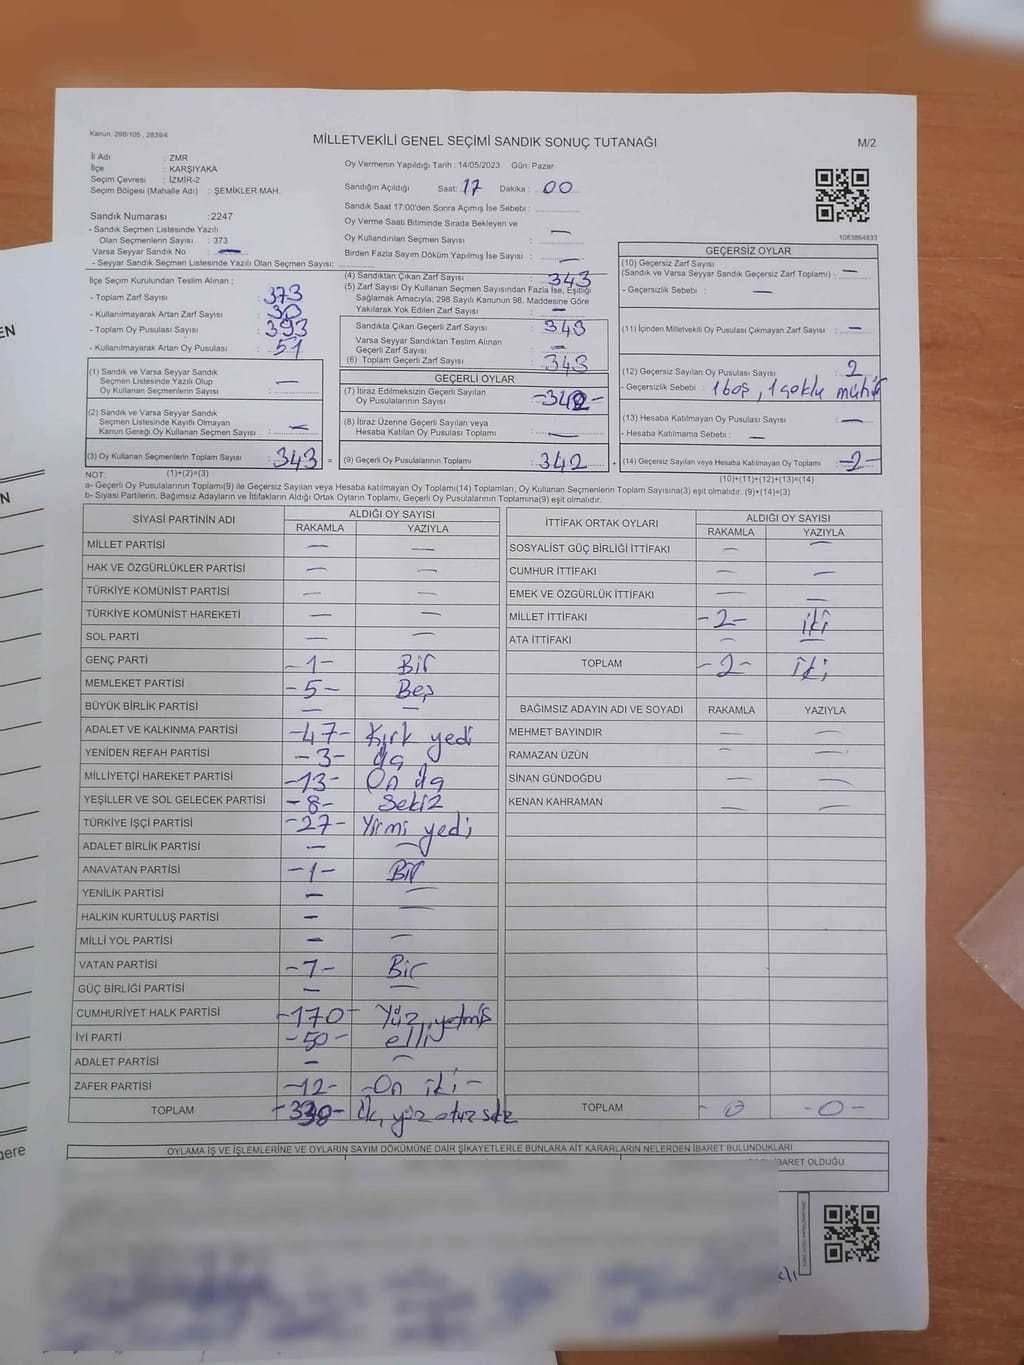 Kanun. 298/105 , 2839/4
MİLLETVEKİLİ GENEL SEÇİMİ SANDIK SONUÇ TUTANAĞI
M/2
İl Adı : ZMR
İlçe : KARŞIYAKA
Seçim Çevresi : İZMİR-2
Seçim Bölgesi (Mahalle Adı) : ŞEMİKLER MAH.
Sandık Numarası :2247
- Sandık Seçmen Listesinde Yazılı
Olan Seçmenlerin Sayısı : 373
Varsa Seyyar Sandık No : —
- Seyyar Sandık Seçmen Listesinde Yazılı Olan Seçmen Sayısı:
Oy Vermenin Yapıldığı Tarih : 14/05/2023 Gün: Pazar
Sandığın Açıldığı Saat: 17 Dakika : 00
Sandık Saat 17:00'den Sonra Açımış İse Sebebi :
Oy Verme Saati Bitiminde Sırada Bekleyen ve
Oy Kullandırılan Seçmen Sayısı : —
Birden Fazla Sayım Döküm Yapılmış İse Sayısı : —
1083864833
İlçe Seçim Kurulundan Teslim Alınan ;
- Toplam Zarf Sayısı : 373
- Kullanılmayarak Artan Zarf Sayısı : 30
- Toplam Oy Pusulası Sayısı : 393
- Kullanılmayarak Artan Oy Pusulası : 51
(1) Sandık ve Varsa Seyyar Sandık
Seçmen Listesinde Yazılı Olup
Oy Kullanan Seçmenlerin Sayısı : —
(2) Sandık ve Varsa Seyyar Sandık
Seçmen Listesinde Kayıtlı Olmayan
Kanun Gereği Oy Kullanan Seçmen Sayısı : —
(3) Oy Kullanan Seçmenlerin Toplam Sayısı : 343 =
(4) Sandıktan Çıkan Zarf Sayısı : 343
(5) Zarf Sayısı Oy Kullanan Seçmen Sayısından Fazla İse, Eşitliği
Sağlamak Amacıyla; 298 Sayılı Kanunun 98. Maddesine Göre
Yakılarak Yok Edilen Zarf Sayısı : —
Sandıkta Çıkan Geçerli Zarf Sayısı : 343
Varsa Seyyar Sandıktan Teslim Alınan
Geçerli Zarf Sayısı : —
(6) Toplam Geçerli Zarf Sayısı : 343
GEÇERLİ OYLAR
(7) İtiraz Edilmeksizin Geçerli Sayılan
Oy Pusulalarının Sayısı : -342-
(8) İtiraz Üzerine Geçerli Sayılan veya
Hesaba Katılan Oy Pusulası Toplamı : —
(9) Geçerli Oy Pusulalarının Toplamı : 342 +
GEÇERSİZ OYLAR
(10) Geçersiz Zarf Sayısı
(Sandık ve Varsa Seyyar Sandık Geçersiz Zarf Toplamı) : —
- Geçersizlik Sebebi : —
(11) İçinden Milletvekili Oy Pusulası Çıkmayan Zarf Sayısı : —
(12) Geçersiz Sayılan Oy Pusulası Sayısı : 2
- Geçersizlik Sebebi : 1 boş, 1 çoklu mühür
(13) Hesaba Katılmayan Oy Pusulası Sayısı : —
- Hesaba Katılmama Sebebi : —
(14) Geçersiz Sayılan veya Hesaba Katılmayan Oy Toplamı : -2-
NOT: (1)+(2)=(3)
(10)+(11)+(12)+(13)=(14)
a- Geçerli Oy Pusulalarının Toplamı(9) ile Geçersiz Sayılan veya Hesaba katılmayan Oy Toplamı(14) Toplamları, Oy Kullanan Seçmenlerin Toplam Sayısına(3) eşit olmalıdır. (9)+(14)=(3)
b- Siyasi Partilerin, Bağımsız Adayların ve İttifakların Aldığı Ortak Oyların Toplamı, Geçerli Oy Pusulalarının Toplamına(9) eşit olmalıdır.
SİYASİ PARTİNİN ADI ALDIĞI OY SAYISI
RAKAMLA YAZIYLA
MİLLET PARTİSİ — —
HAK VE ÖZGÜRLÜKLER PARTİSİ — —
TÜRKİYE KOMÜNİST PARTİSİ — —
TÜRKİYE KOMÜNİST HAREKETİ — —
SOL PARTİ — —
GENÇ PARTİ -1- Bir
MEMLEKET PARTİSİ -5- Beş
BÜYÜK BİRLİK PARTİSİ — —
ADALET VE KALKINMA PARTİSİ -47- Kırk yedi
YENİDEN REFAH PARTİSİ -3- Üç
MİLLİYETÇİ HAREKET PARTİSİ -13- On üç
YEŞİLLER VE SOL GELECEK PARTİSİ -8- Sekiz
TÜRKİYE İŞÇİ PARTİSİ -27- Yirmi yedi
ADALET BİRLİK PARTİSİ — —
ANAVATAN PARTİSİ -1- Bir
YENİLİK PARTİSİ — —
HALKIN KURTULUŞ PARTİSİ — —
MİLLİ YOL PARTİSİ — —
VATAN PARTİSİ -1- Bir
GÜÇ BİRLİĞİ PARTİSİ — —
CUMHURİYET HALK PARTİSİ -170- Yüz yetmiş
İYİ PARTİ -50- elli
ADALET PARTİSİ — —
ZAFER PARTİSİ -12- -On iki-
TOPLAM yüz otuz
İTTİFAK ORTAK OYLARI ALDIĞI OY SAYISI
RAKAMLA YAZIYLA
SOSYALİST GÜÇ BİRLİĞİ İTTİFAKI — —
CUMHUR İTTİFAKI — —
EMEK VE ÖZGÜRLÜK İTTİFAKI — —
MİLLET İTTİFAKI -2- iki
ATA İTTİFAKI — —
TOPLAM -2- iki
BAĞIMSIZ ADAYIN ADI VE SOYADI RAKAMLA YAZIYLA
MEHMET BAYINDIR — —
RAMAZAN ÜZÜN — —
SİNAN GÜNDOĞDU — —
KENAN KAHRAMAN — —
TOPLAM - 0 -0-
OYLAMA İŞ VE İŞLEMLERİNE VE OYLARIN SAYIM DÖKÜMÜNE DAİR ŞİKAYETLERLE BUNLARA AİT KARARLARIN NELERDEN İBARET BULUNDUKLARI
İBARET OLDUĞU